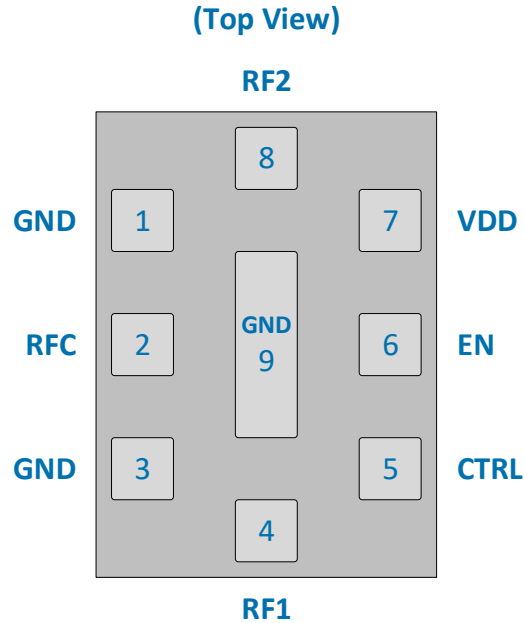 (Top View)
RF2
8
GND 1 7 VDD
GND
RFC 2 9 6 EN
GND 3 5 CTRL
4
RF1